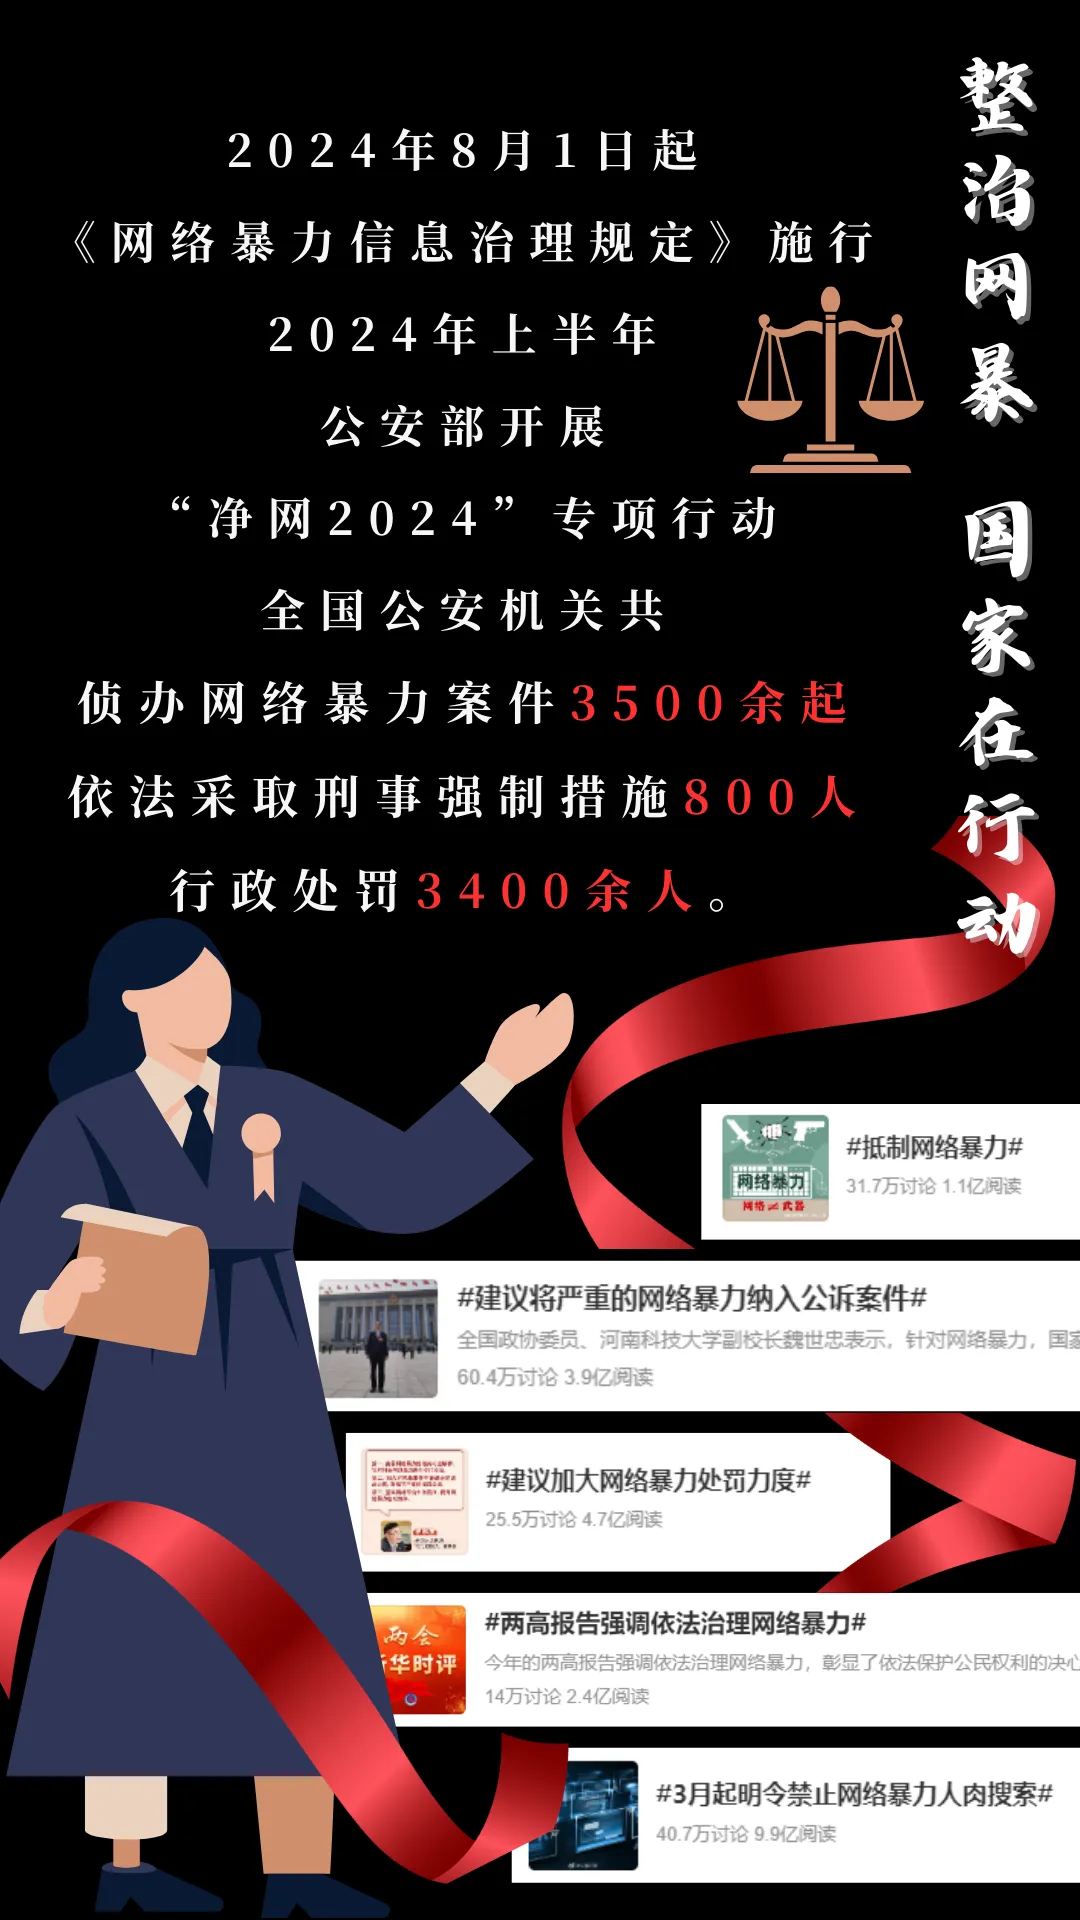 整治网暴 国家在行动
2024年8月1日起
《网络暴力信息治理规定》施行
2024年上半年
公安部开展
“净网2024”专项行动
全国公安机关共
侦办网络暴力案件3500余起
依法采取刑事强制措施800人
行政处罚3400余人。
网络暴力
网络≠武器
#抵制网络暴力#
31.7万讨论 1.1亿阅读
#建议将严重的网络暴力纳入公诉案件#
全国政协委员、河南科技大学副校长魏世忠表示，针对网络暴力，国家
60.4万讨论 3.9亿阅读
#建议加大网络暴力处罚力度#
25.5万讨论 4.7亿阅读
两会
新华时评
#两高报告强调依法治理网络暴力#
今年的两高报告强调依法治理网络暴力，彰显了依法保护公民权利的决心
14万讨论 2.4亿阅读
#3月起明令禁止网络暴力人肉搜索#
40.7万讨论 9.9亿阅读